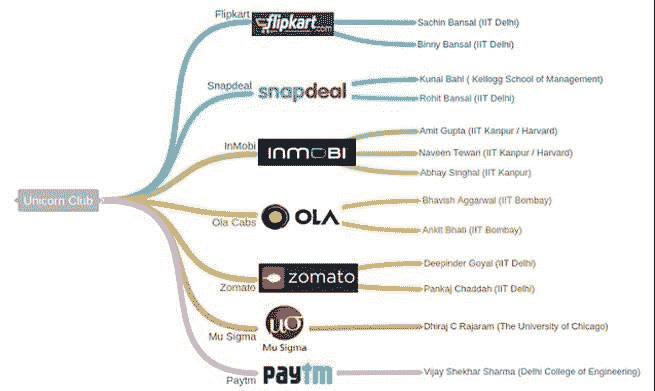 Unicorn Club
Flipkart
flipkart
.com
Sachin Bansal (IIT Delhi)
Binny Bansal (IIT Delhi)
Snapdeal
snapdeal
Kunal Bahl ( Kellogg School of Management)
Rohit Bansal (IIT Delhi)
InMobi
INMOBI
Amit Gupta (IIT Kanpur / Harvard)
Naveen Tewari (IIT Kanpur / Harvard)
Abhay Singhal (IIT Kanpur)
Ola Cabs
OLA
Bhavish Aggarwal (IIT Bombay)
Ankit Bhati (IIT Bombay)
Zomato
zomato
Deepinder Goyal (IIT Delhi)
Pankaj Chaddah (IIT Delhi)
Mu Sigma
Mu Sigma
Dhiraj C Rajaram (The University of Chicago)
Paytm
paytm
Vijay Shekhar Sharma (Delhi College of Engineering)